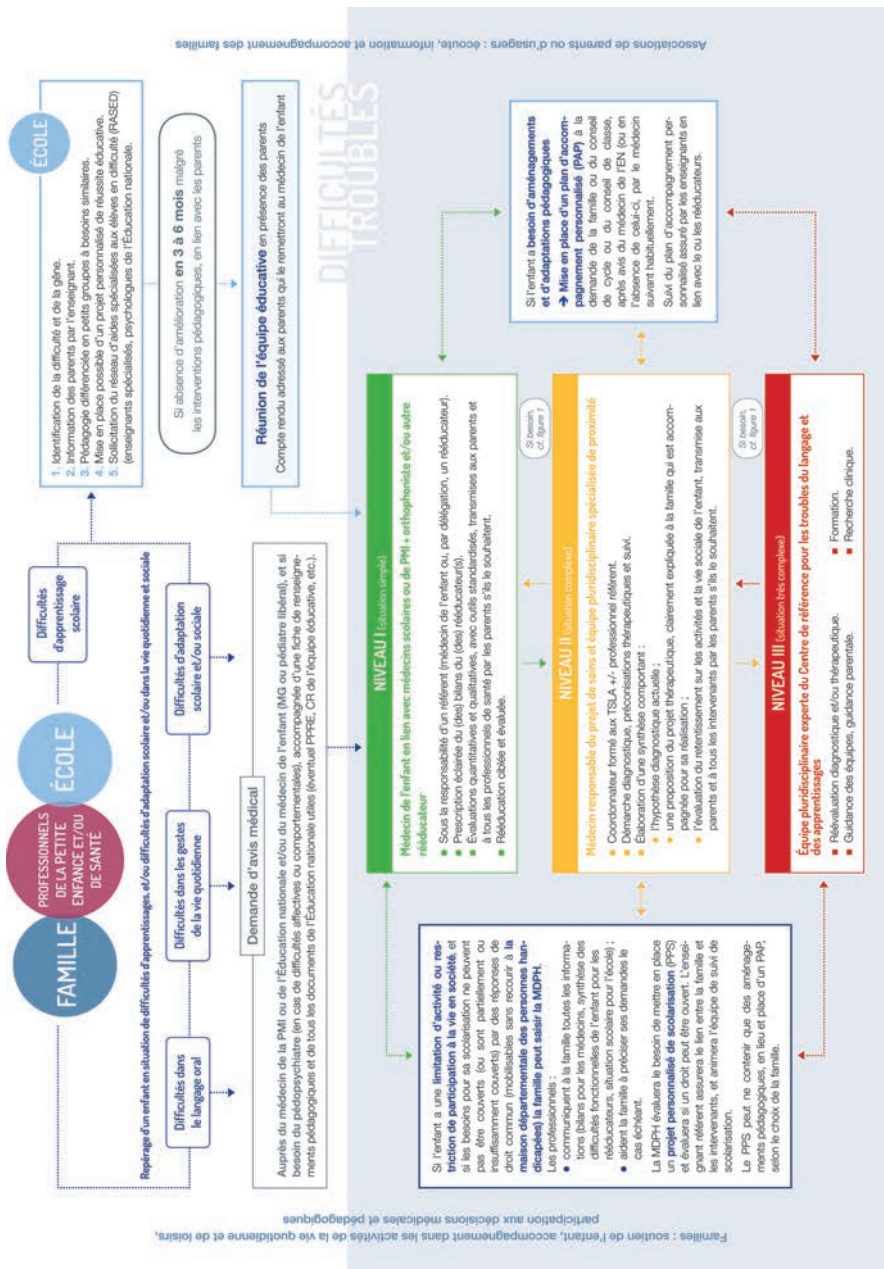 FAMILLE
PROFESSIONNELS
DE LA PETITE
ENFANCE ET/OU
DE SANTÉ
ÉCOLE
Repérage d'un enfant en situation de difficultés d'apprentissages, et/ou difficultés d'adaptation scolaire et/ou dans la vie quotidienne et sociale
Difficultés dans
le langage oral
Difficultés dans les gestes
de la vie quotidienne
Difficultés d'adaptation
scolaire et/ou sociale
Difficultés
d'apprentissage
scolaire
ÉCOLE
1. Identification de la difficulté et de la gêne.
2. Information des parents par l'enseignant.
3. Pédagogie différenciée en petits groupes à besoins similaires.
4. Mise en place possible d'un projet personnalisé de réussite éducative.
5. Sollicitation du réseau d'aides spécialisées aux élèves en difficulté (RASED)
(enseignants spécialisés, psychologues de l'Éducation nationale.
Si absence d'amélioration en 3 à 6 mois malgré
les interventions pédagogiques, en lien avec les parents
Réunion de l'équipe éducative en présence des parents
Compte rendu adressé aux parents qui le remettront au médecin de l'enfant
Demande d'avis médical
Auprès du médecin de la PMI ou de l'Éducation nationale et/ou du médecin de l'enfant (MG ou pédiatre libéral), et si
besoin du pédopsychiatre (en cas de difficultés affectives ou comportementales), accompagnée d'une fiche de renseigne-
ments pédagogiques et de tous les documents de l'Éducation nationale utiles (éventuel PPRE, CR de l'équipe éducative, etc.).
DIFFICULTÉS
TROUBLES
NIVEAU I (situation simple)
Médecin de l'enfant en lien avec médecins scolaires ou de PMI + orthophoniste et/ou autre
rééducateur
■ Sous la responsabilité d'un référent (médecin de l'enfant ou, par délégation, un rééducateur).
■ Prescription éclairée du (des) bilans du (des) rééducateur(s).
■ Évaluations quantitatives et qualitatives, avec outils standardisés, transmises aux parents et
à tous les professionnels de santé par les parents s'ils le souhaitent.
■ Rééducation ciblée et évaluée.
Si besoin,
cf. figure 1
NIVEAU II (situation complexe)
Médecin responsable du projet de soins et équipe pluridisciplinaire spécialisée de proximité
■ Coordonnateur formé aux TSLA +/- professionnel référent.
■ Démarche diagnostique, préconisations thérapeutiques et suivi.
■ Élaboration d'une synthèse comportant :
● l'hypothèse diagnostique actuelle ;
● une proposition du projet thérapeutique, clairement expliquée à la famille qui est accom-
pagnée pour sa réalisation ;
● l'évaluation du retentissement sur les activités et la vie sociale de l'enfant, transmise aux
parents et à tous les intervenants par les parents s'ils le souhaitent.
Si besoin,
cf. figure 1
NIVEAU III (situation très complexe)
Équipe pluridisciplinaire experte du Centre de référence pour les troubles du langage et
des apprentissages
■ Réévaluation diagnostique et/ou thérapeutique.
■ Guidance des équipes, guidance parentale.
■ Formation.
■ Recherche clinique.
Si l'enfant a une limitation d'activité ou res-
triction de participation à la vie en société, et
si les besoins pour sa scolarisation ne peuvent
pas être couverts (ou sont partiellement ou
insuffisamment couverts) par des réponses de
droit commun (mobilisables sans recourir à la
maison départementale des personnes han-
dicapées) la famille peut saisir la MDPH.
Les professionnels :
● communiquent à la famille toutes les informa-
tions (bilans pour les médecins, synthèse des
difficultés fonctionnelles de l'enfant pour les
rééducateurs, situation scolaire pour l'école) ;
● aident la famille à préciser ses demandes le
cas échéant.
La MDPH évaluera le besoin de mettre en place
un projet personnalisé de scolarisation (PPS)
et évaluera si un droit peut être ouvert. L'ensei-
gnant référent assurera le lien entre la famille et
les intervenants, et animera l'équipe de suivi de
scolarisation.
Le PPS peut ne contenir que des aménage-
ments pédagogiques, en lieu et place d'un PAP,
selon le choix de la famille.
Si l'enfant a besoin d'aménagements
et d'adaptations pédagogiques
➔ Mise en place d'un plan d'accom-
pagnement personnalisé (PAP) à la
demande de la famille ou du conseil
de cycle ou du conseil de classe,
après avis du médecin de l'EN (ou en
l'absence de celui-ci, par le médecin
suivant habituellement.
Suivi du plan d'accompagnement per-
sonnalisé assuré par les enseignants en
lien avec le ou les rééducateurs.
Familles : soutien de l'enfant, accompagnement dans les activités de la vie quotidienne et de loisirs,
participation aux décisions médicales et pédagogiques
Associations de parents ou d'usagers : écoute, information et accompagnement des familles